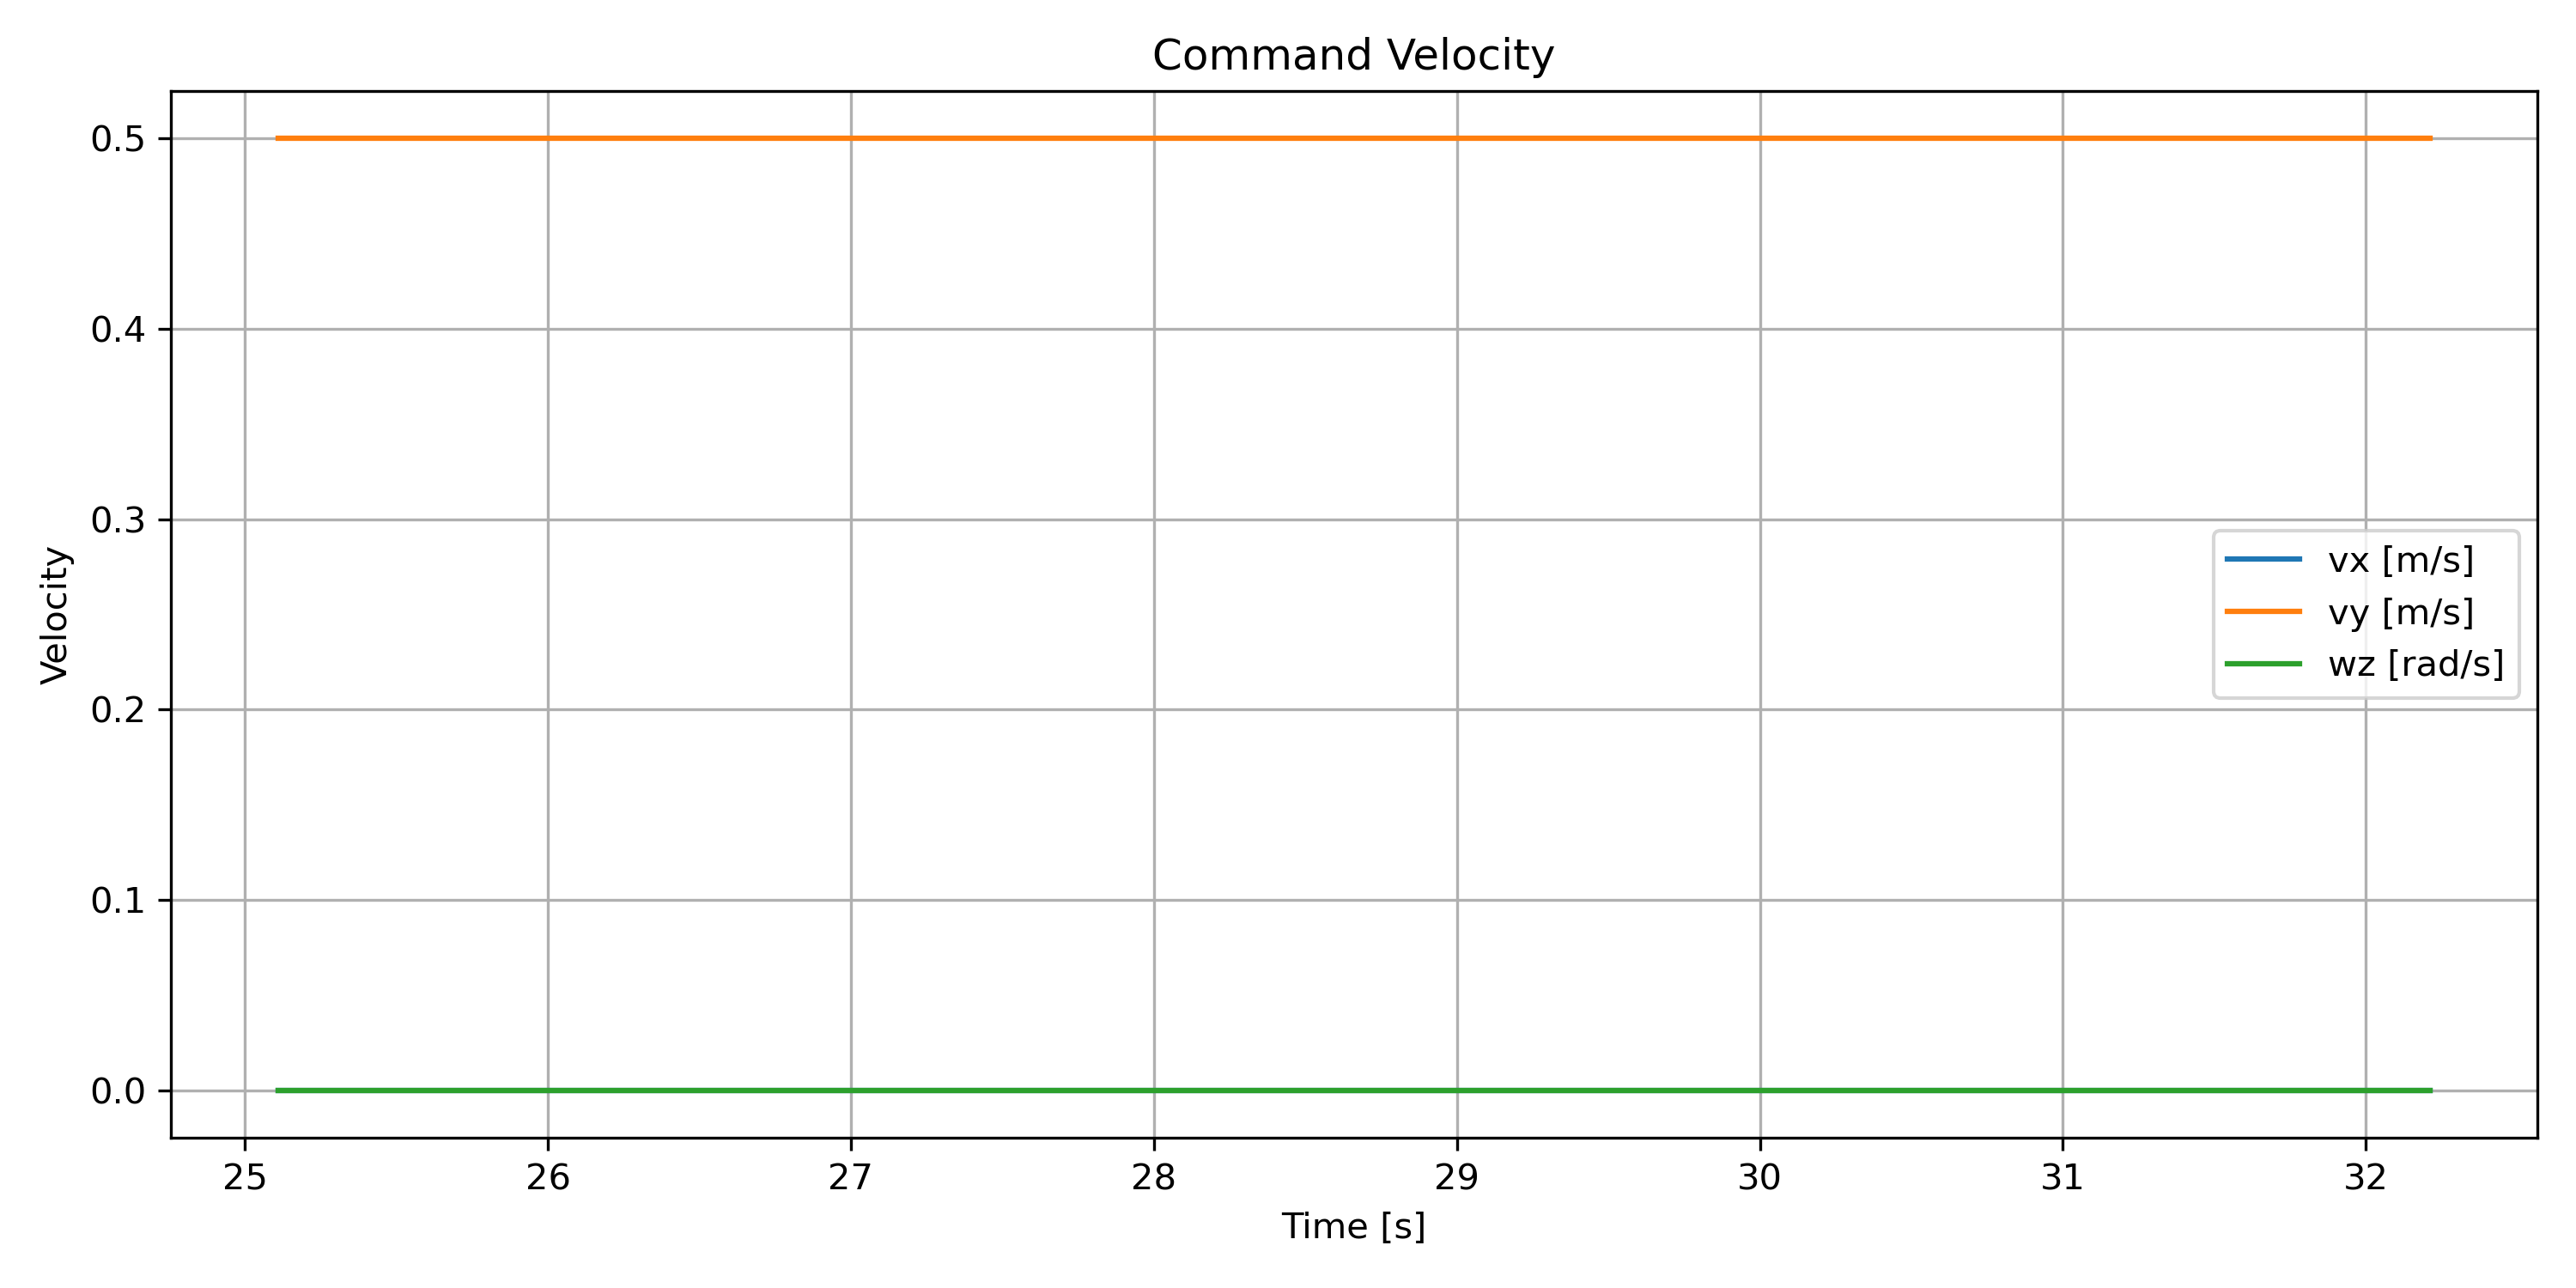 Command Velocity
0.5
0.4
0.3
0.2
0.1
0.0
Velocity
vx [m/s]
vy [m/s]
wz [rad/s]
25 26 27 28 29 30 31 32
Time [s]